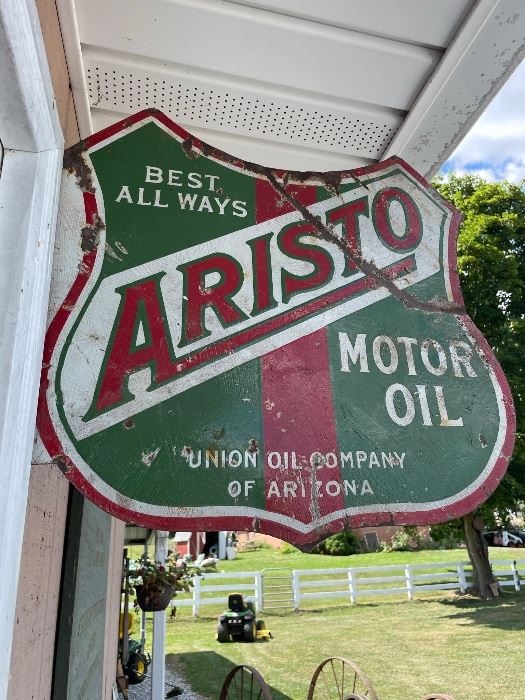 BEST
ALL WAYS
ARISTO
MOTOR
OIL
UNION OIL COMPANY
OF ARIZONA